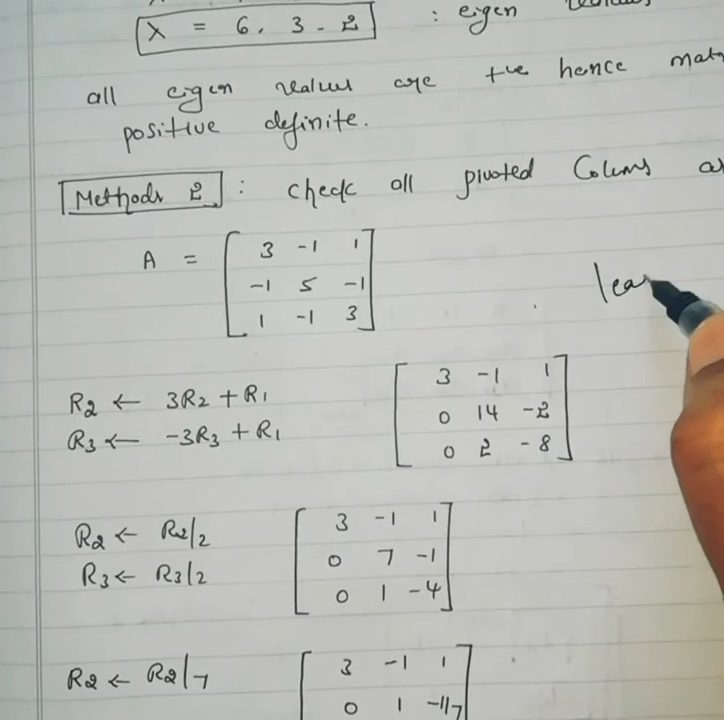 λ = 6, 3, 2 : eigen
all eigen values are +ve hence
positive definite.
Methods 2 : check all pivoted Colums
A = [ 3 -1 1
-1 5 -1
1 -1 3 ]
lea
R2 ← 3R2 + R1
R3 ← -3R3 + R1
[ 3 -1 1
0 14 -2
0 2 -8 ]
R2 ← R2/2
R3 ← R3/2
[ 3 -1 1
0 7 -1
0 1 -4 ]
R2 ← R2/7
[ 3 -1 1
0 1 -1/7